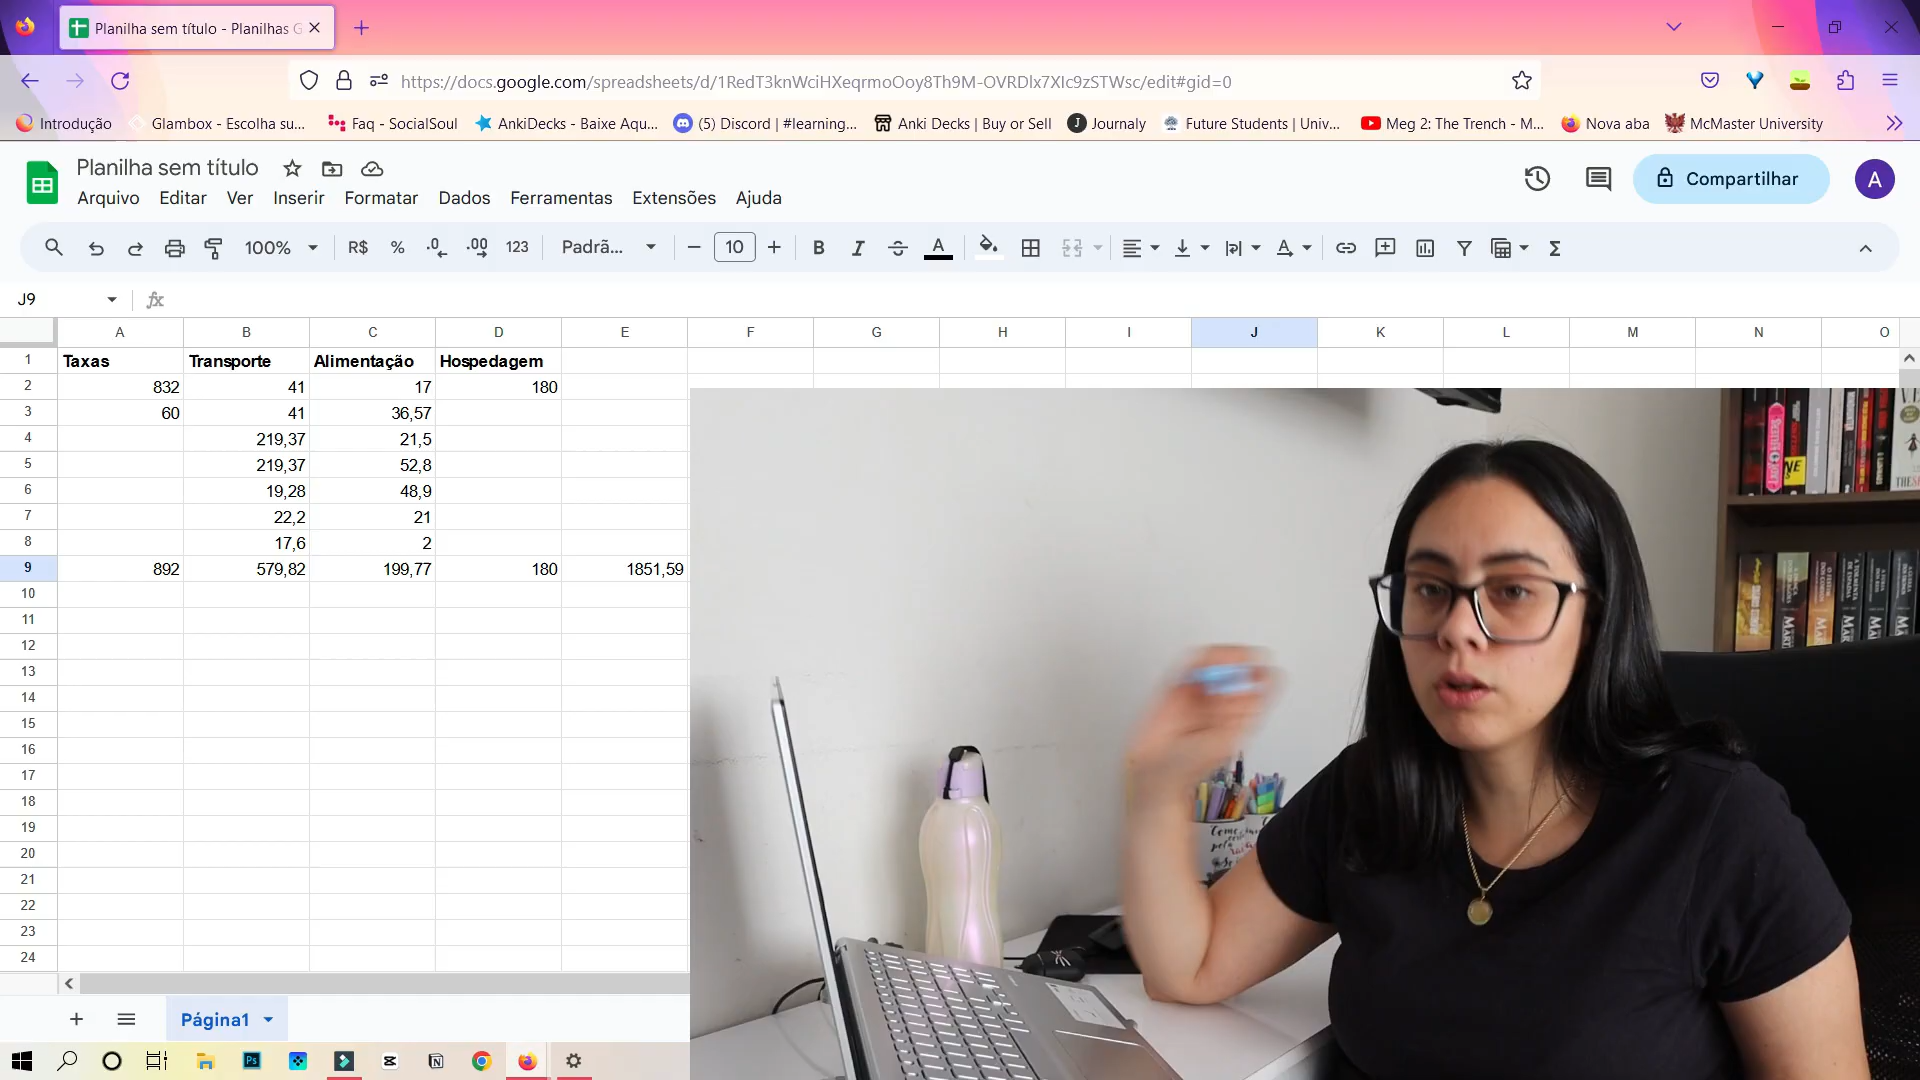 Planilha sem título - Planilhas G
https://docs.google.com/spreadsheets/d/1RedT3knWciHXeqrmoOoy8Th9M-OVRDlx7Xlc9zSTWsc/edit#gid=0
Introdução Glambox - Escolha su... Faq - SocialSoul AnkiDecks - Baixe Aqu... (5) Discord | #learning... Anki Decks | Buy or Sell Journaly Future Students | Univ... Meg 2: The Trench - M... Nova aba McMaster University
Planilha sem título
Arquivo Editar Ver Inserir Formatar Dados Ferramentas Extensões Ajuda
Compartilhar A
100% R$ % .0 .00 123 Padrã... 10 B I S A Σ
J9 fx
A B C D E F G H I J K L M N O
1 Taxas Transporte Alimentação Hospedagem
2 832 41 17 180
3 60 41 36,57
4 219,37 21,5
5 219,37 52,8
6 19,28 48,9
7 22,2 21
8 17,6 2
9 892 579,82 199,77 180 1851,59
10
11
12
13
14
15
16
17
18
19
20
21
22
23
24
Página1
Ps